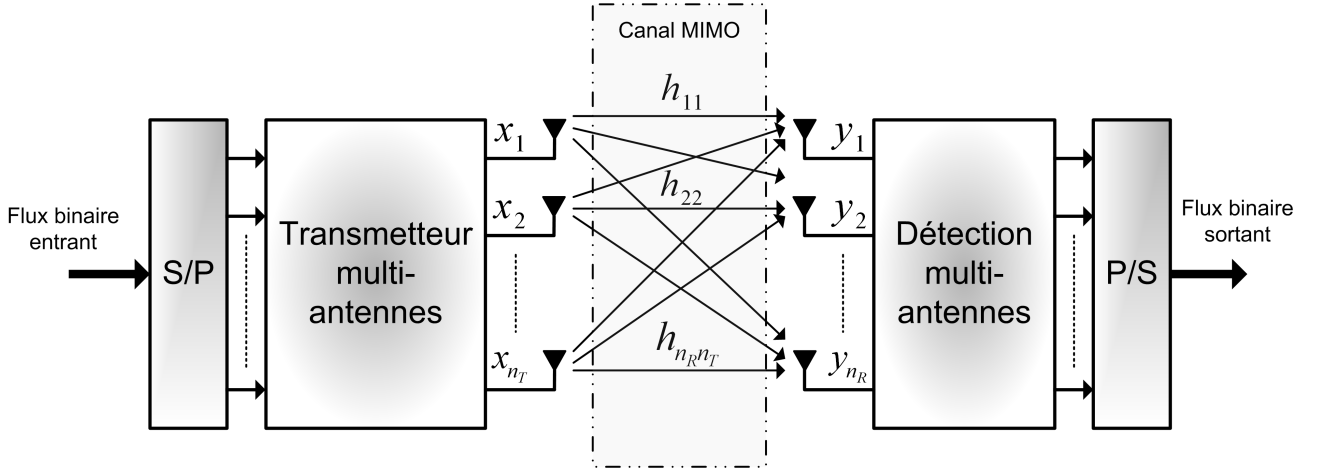 Canal MIMO
h11
x1
y1
h22
x2
y2
Flux binaire
entrant
S/P
Transmetteur
multi-
antennes
Détection
multi-
antennes
P/S
Flux binaire
sortant
hnRnT
xnT
ynR